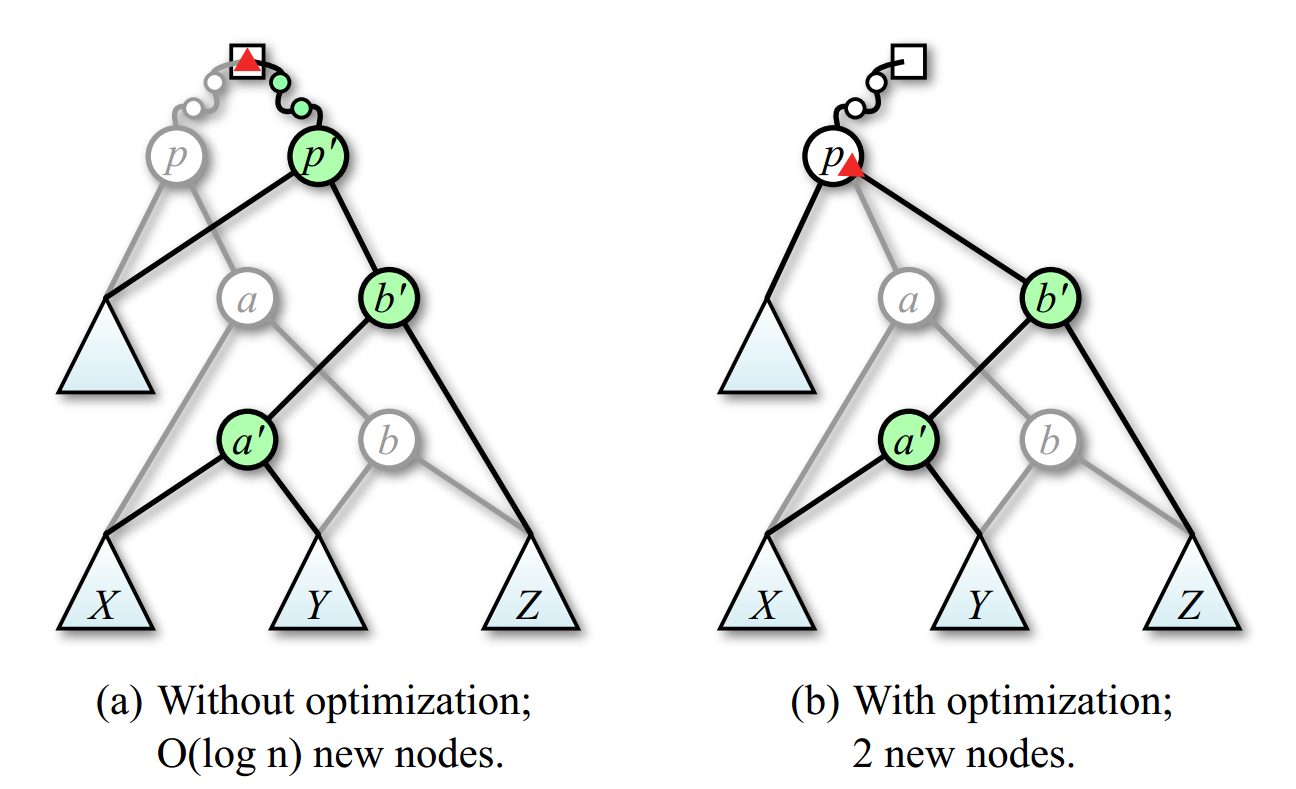 p
p'
a
b'
a'
b
X
Y
Z
(a) Without optimization;
O(log n) new nodes.
p
a
b'
a'
b
X
Y
Z
(b) With optimization;
2 new nodes.